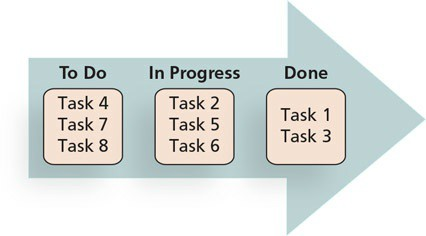 To Do
Task 4
Task 7
Task 8
In Progress
Task 2
Task 5
Task 6
Done
Task 1
Task 3